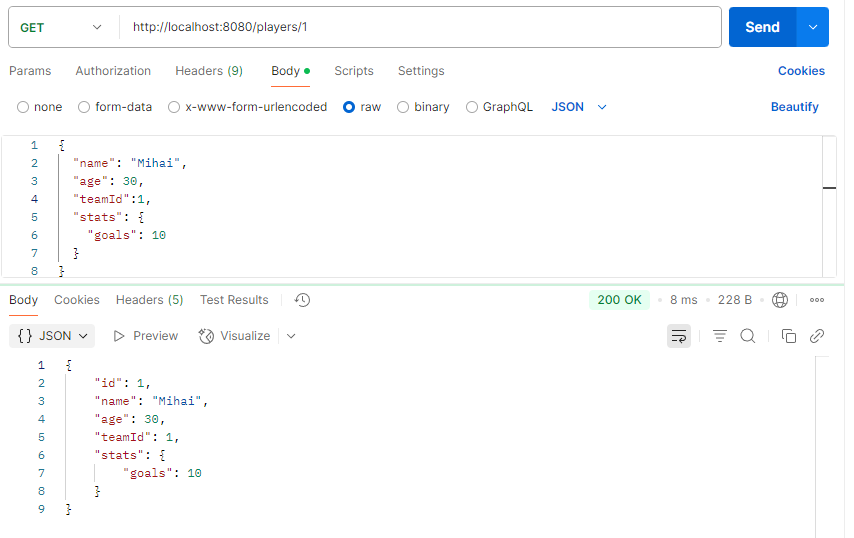 GET http://localhost:8080/players/1 Send
Params Authorization Headers (9) Body Scripts Settings Cookies
none form-data x-www-form-urlencoded raw binary GraphQL JSON Beautify
1 {
2 "name": "Mihai",
3 "age": 30,
4 "teamId":1,
5 "stats": {
6 "goals": 10
7 }
8 }
Body Cookies Headers (5) Test Results 200 OK • 8 ms • 228 B •
{} JSON Preview Visualize
1 {
2 "id": 1,
3 "name": "Mihai",
4 "age": 30,
5 "teamId": 1,
6 "stats": {
7 "goals": 10
8 }
9 }